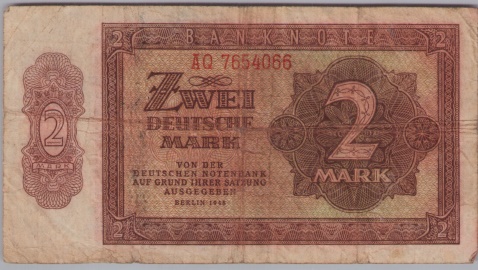 2 BANKNOTE 2
AQ 7654066
ZWEI
DEUTSCHE
MARK
2
MARK
2
MARK
VON DER
DEUTSCHEN NOTENBANK
AUF GRUND IHRER SATZUNG
AUSGEGEBEN
BERLIN 1948
2 2